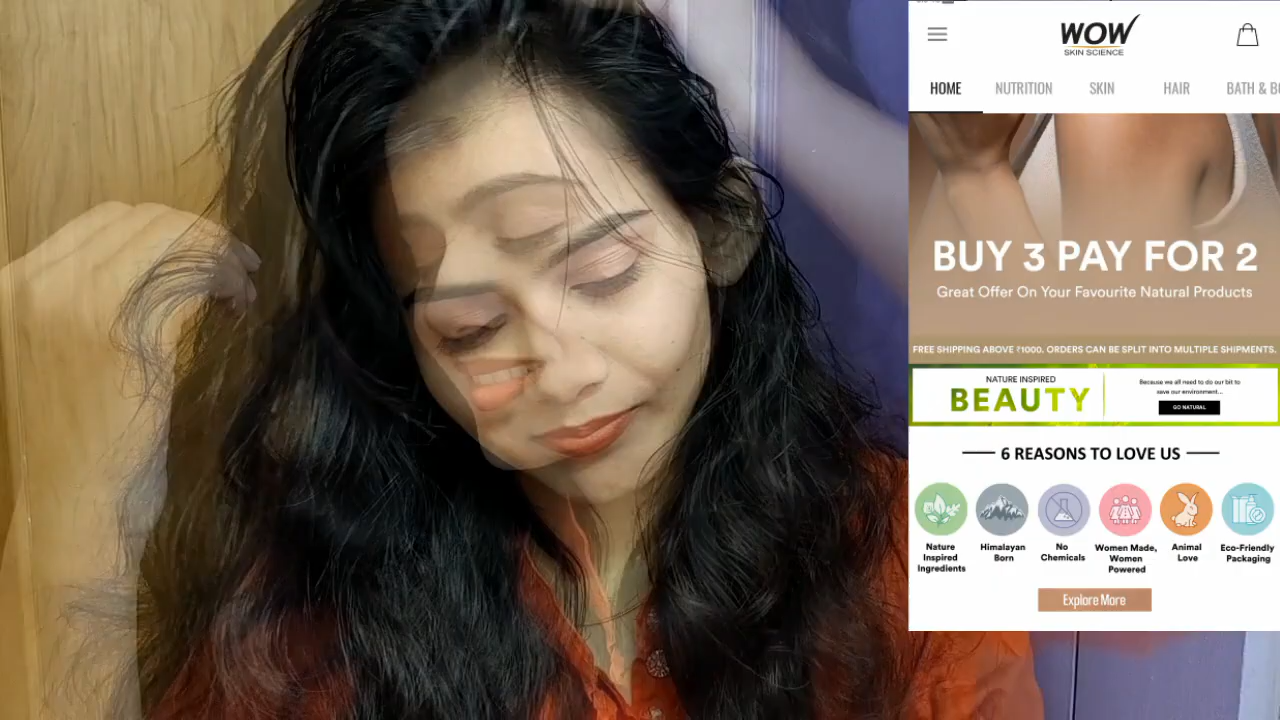 WOW
SKIN SCIENCE
HOME NUTRITION SKIN HAIR BATH & B
BUY 3 PAY FOR 2
Great Offer On Your Favourite Natural Products
FREE SHIPPING ABOVE ₹1000. ORDERS CAN BE SPLIT INTO MULTIPLE SHIPMENTS.
NATURE INSPIRED
BEAUTY
Because we all need to do our bit to
save our environment...
GO NATURAL
6 REASONS TO LOVE US
Nature
Inspired
Ingredients
Himalayan
Born
No
Chemicals
Women Made,
Women
Powered
Animal
Love
Eco-Friendly
Packaging
Explore More